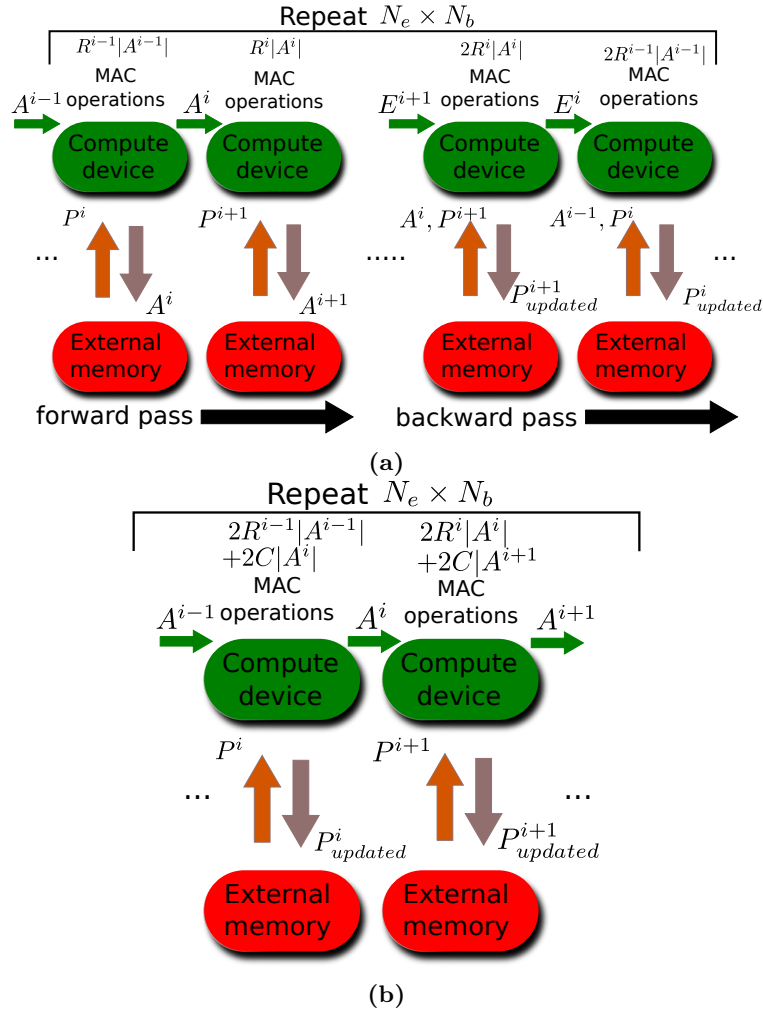 Repeat N_e × N_b
R^{i-1}|A^{i-1}| R^i|A^i| 2R^i|A^i| 2R^{i-1}|A^{i-1}|
MAC MAC MAC MAC
operations operations operations operations
A^{i-1} A^i E^{i+1} E^i
Compute Compute Compute Compute
device device device device
P^i P^{i+1} A^i, P^{i+1} A^{i-1}, P^i
... ..... ...
A^i A^{i+1} P^{i+1}_{updated} P^i_{updated}
External External External External
memory memory memory memory
forward pass backward pass
(a)
Repeat N_e × N_b
2R^{i-1}|A^{i-1}| 2R^i|A^i|
+2C|A^i| +2C|A^{i+1}
MAC MAC
operations operations
A^{i-1} A^i A^{i+1}
Compute Compute
device device
P^i P^{i+1}
... ...
P^i_{updated} P^{i+1}_{updated}
External External
memory memory
(b)